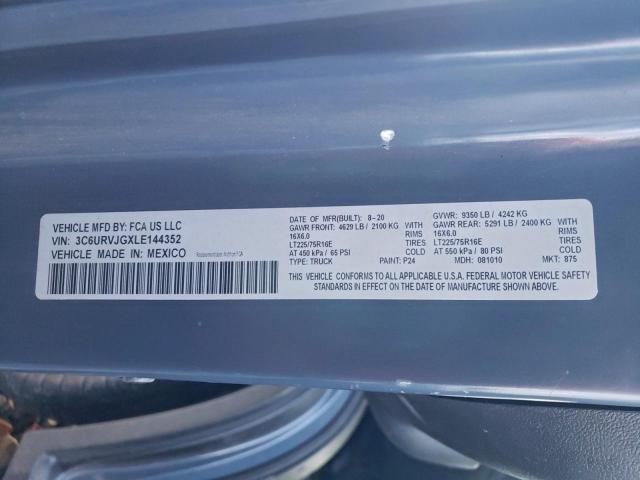 VEHICLE MFD BY: FCA US LLC
VIN: 3C6URVJGXLE144352
VEHICLE MADE IN: MEXICO
DATE OF MFR(BUILT): 8-20
GAWR FRONT: 4629 LB / 2100 KG WITH
16X6.0 RIMS
LT225/75R16E TIRES
AT 450 kPa / 65 PSI COLD
TYPE: TRUCK PAINT: P24
GVWR: 9350 LB / 4242 KG
GAWR REAR: 5291 LB / 2400 KG WITH
16X6.0 RIMS
LT225/75R16E TIRES
AT 550 kPa / 80 PSI COLD
MDH: 081010 MKT: 875
THIS VEHICLE CONFORMS TO ALL APPLICABLE U.S.A. FEDERAL MOTOR VEHICLE SAFETY
STANDARDS IN EFFECT ON THE DATE OF MANUFACTURE SHOWN ABOVE.